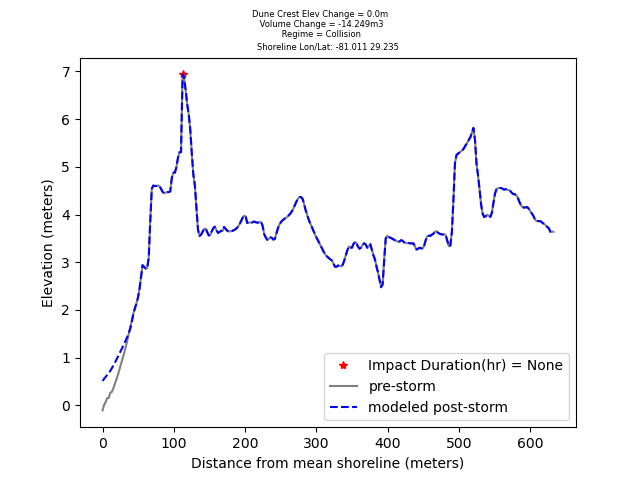 Dune Crest Elev Change = 0.0m
Volume Change = -14.249m3
Regime = Collision
Shoreline Lon/Lat: -81.011 29.235
7
6
5
4
3
2
1
0
Elevation (meters)
Impact Duration(hr) = None
pre-storm
modeled post-storm
0 100 200 300 400 500 600
Distance from mean shoreline (meters)